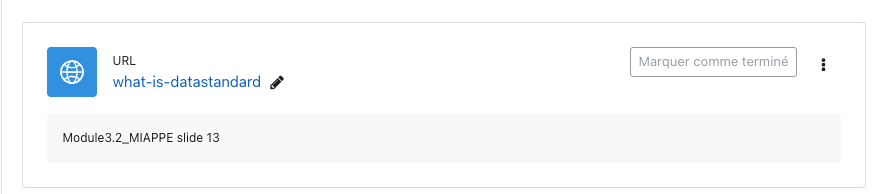 URL
what-is-datastandard
Marquer comme terminé
Module3.2_MIAPPE slide 13